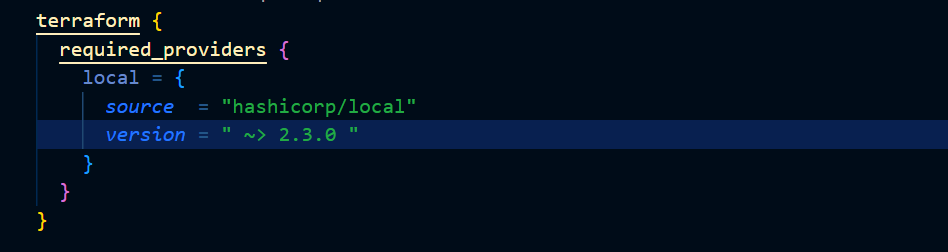 terraform {
  required_providers {
    local = {
      source  = "hashicorp/local"
      version = " ~> 2.3.0 "
    }
  }
}